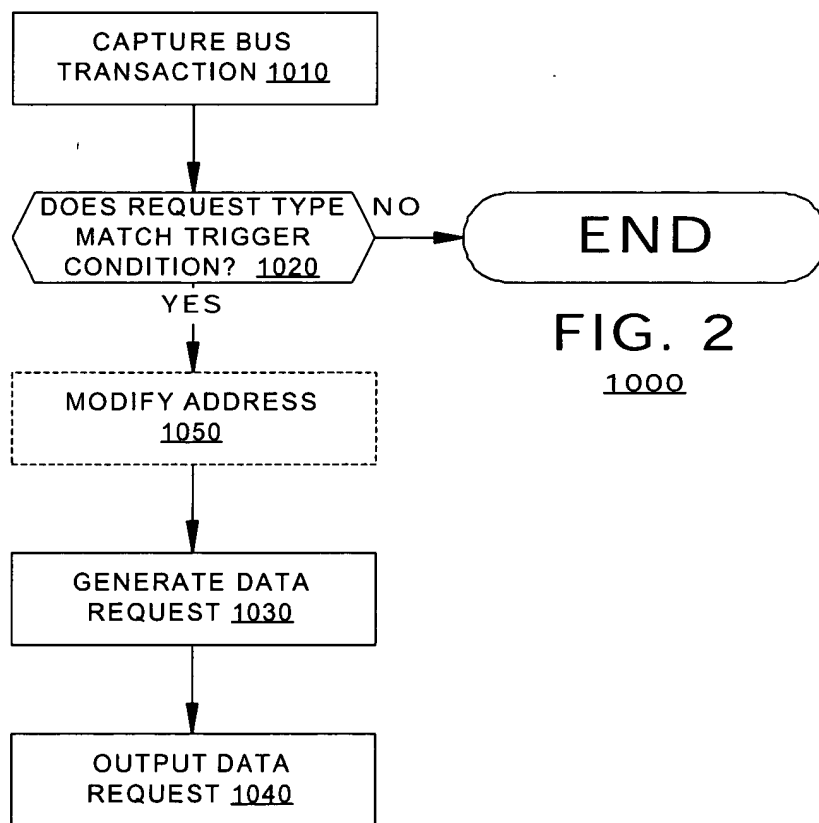 CAPTURE BUS
TRANSACTION 1010
DOES REQUEST TYPE
MATCH TRIGGER
CONDITION? 1020
NO
END
YES
FIG. 2
1000
MODIFY ADDRESS
1050
GENERATE DATA
REQUEST 1030
OUTPUT DATA
REQUEST 1040